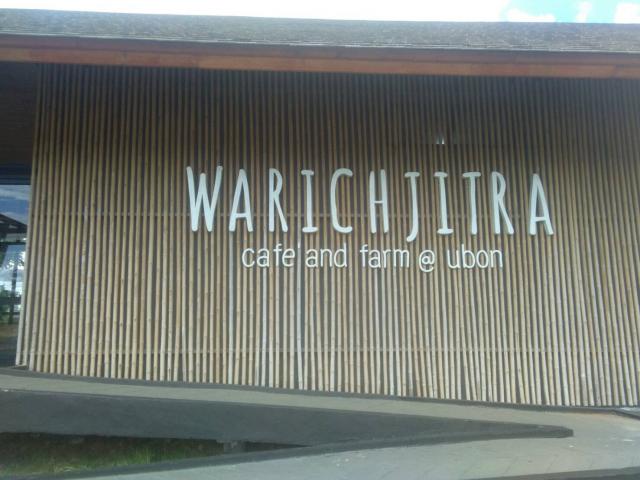 WARICHJITRA
cafe' and farm @ ubon